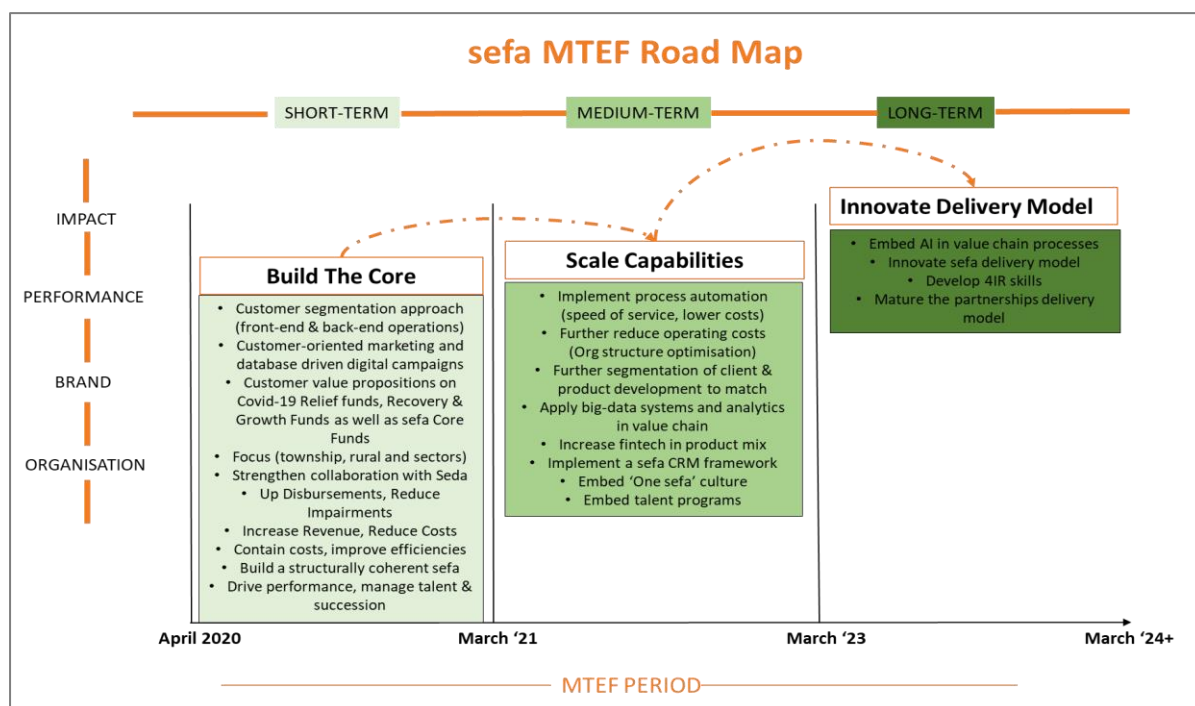 sefa MTEF Road Map
SHORT-TERM
MEDIUM-TERM
LONG-TERM
IMPACT
PERFORMANCE
BRAND
ORGANISATION
Build The Core
• Customer segmentation approach
(front-end & back-end operations)
• Customer-oriented marketing and
database driven digital campaigns
• Customer value propositions on
Covid-19 Relief funds, Recovery &
Growth Funds as well as sefa Core
Funds
• Focus (township, rural and sectors)
• Strengthen collaboration with Seda
• Up Disbursements, Reduce
Impairments
• Increase Revenue, Reduce Costs
• Contain costs, improve efficiencies
• Build a structurally coherent sefa
• Drive performance, manage talent &
succession
Scale Capabilities
• Implement process automation
(speed of service, lower costs)
• Further reduce operating costs
(Org structure optimisation)
• Further segmentation of client &
product development to match
• Apply big-data systems and analytics
in value chain
• Increase fintech in product mix
• Implement a sefa CRM framework
• Embed ‘One sefa’ culture
• Embed talent programs
Innovate Delivery Model
• Embed AI in value chain processes
• Innovate sefa delivery model
• Develop 4IR skills
• Mature the partnerships delivery
model
April 2020
March ‘21
March ‘23
March ‘24+
MTEF PERIOD